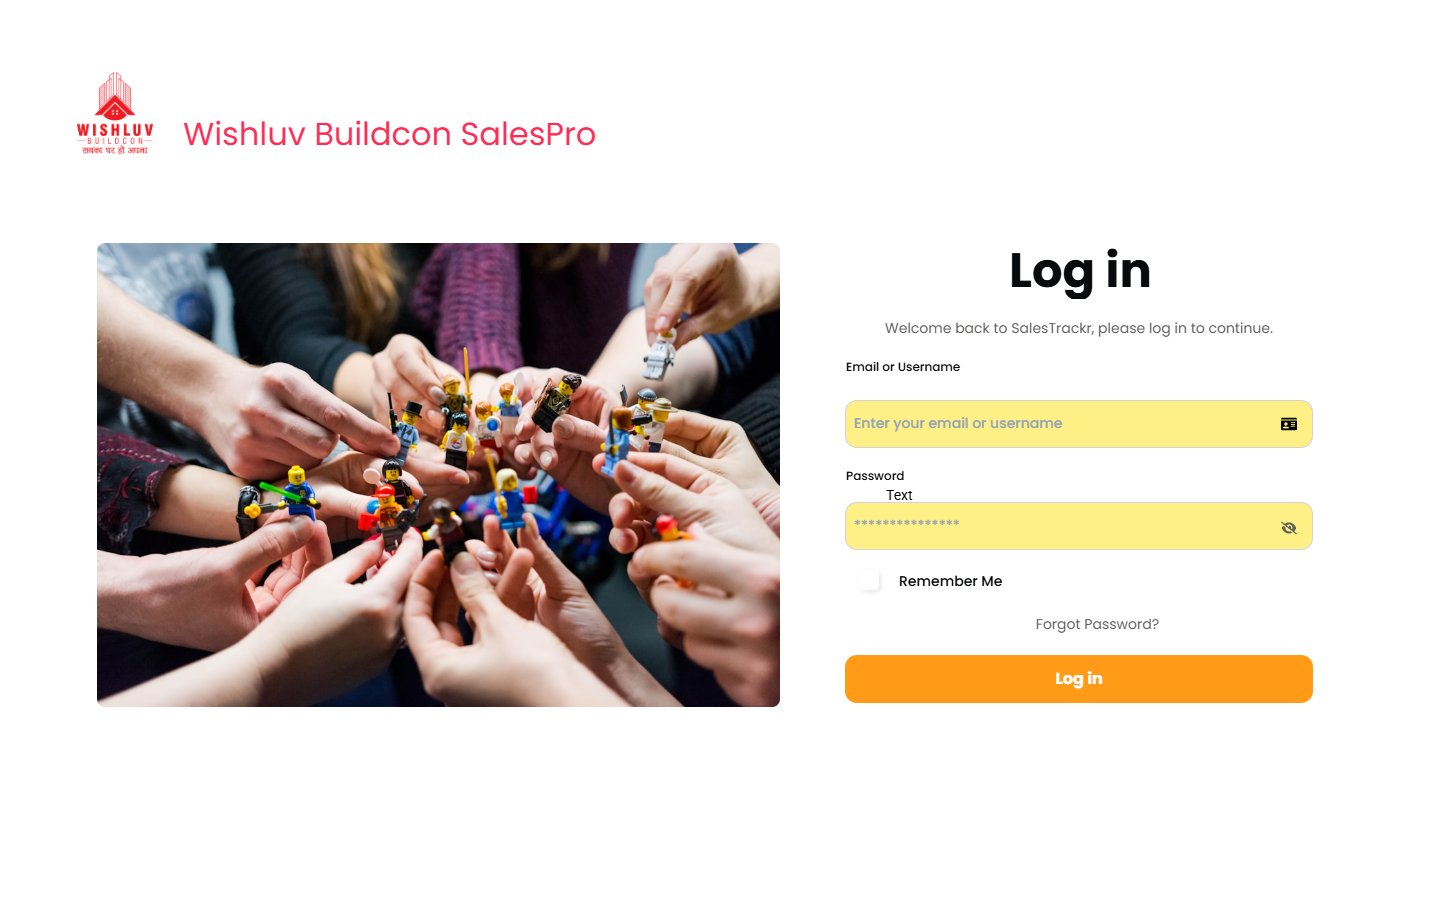 WISHLUV
BUILDCON
सबका घर हो अपना
Wishluv Buildcon SalesPro
Log in
Welcome back to SalesTrackr, please log in to continue.
Email or Username
Enter your email or username
Password
Text
***************
Remember Me
Forgot Password?
Log in